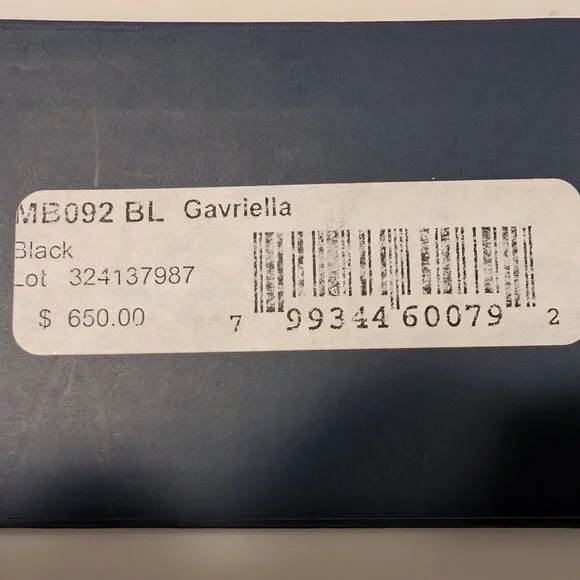 MB092 BL Gavriella
Black
Lot 324137987
$ 650.00
7 99344 60079 2